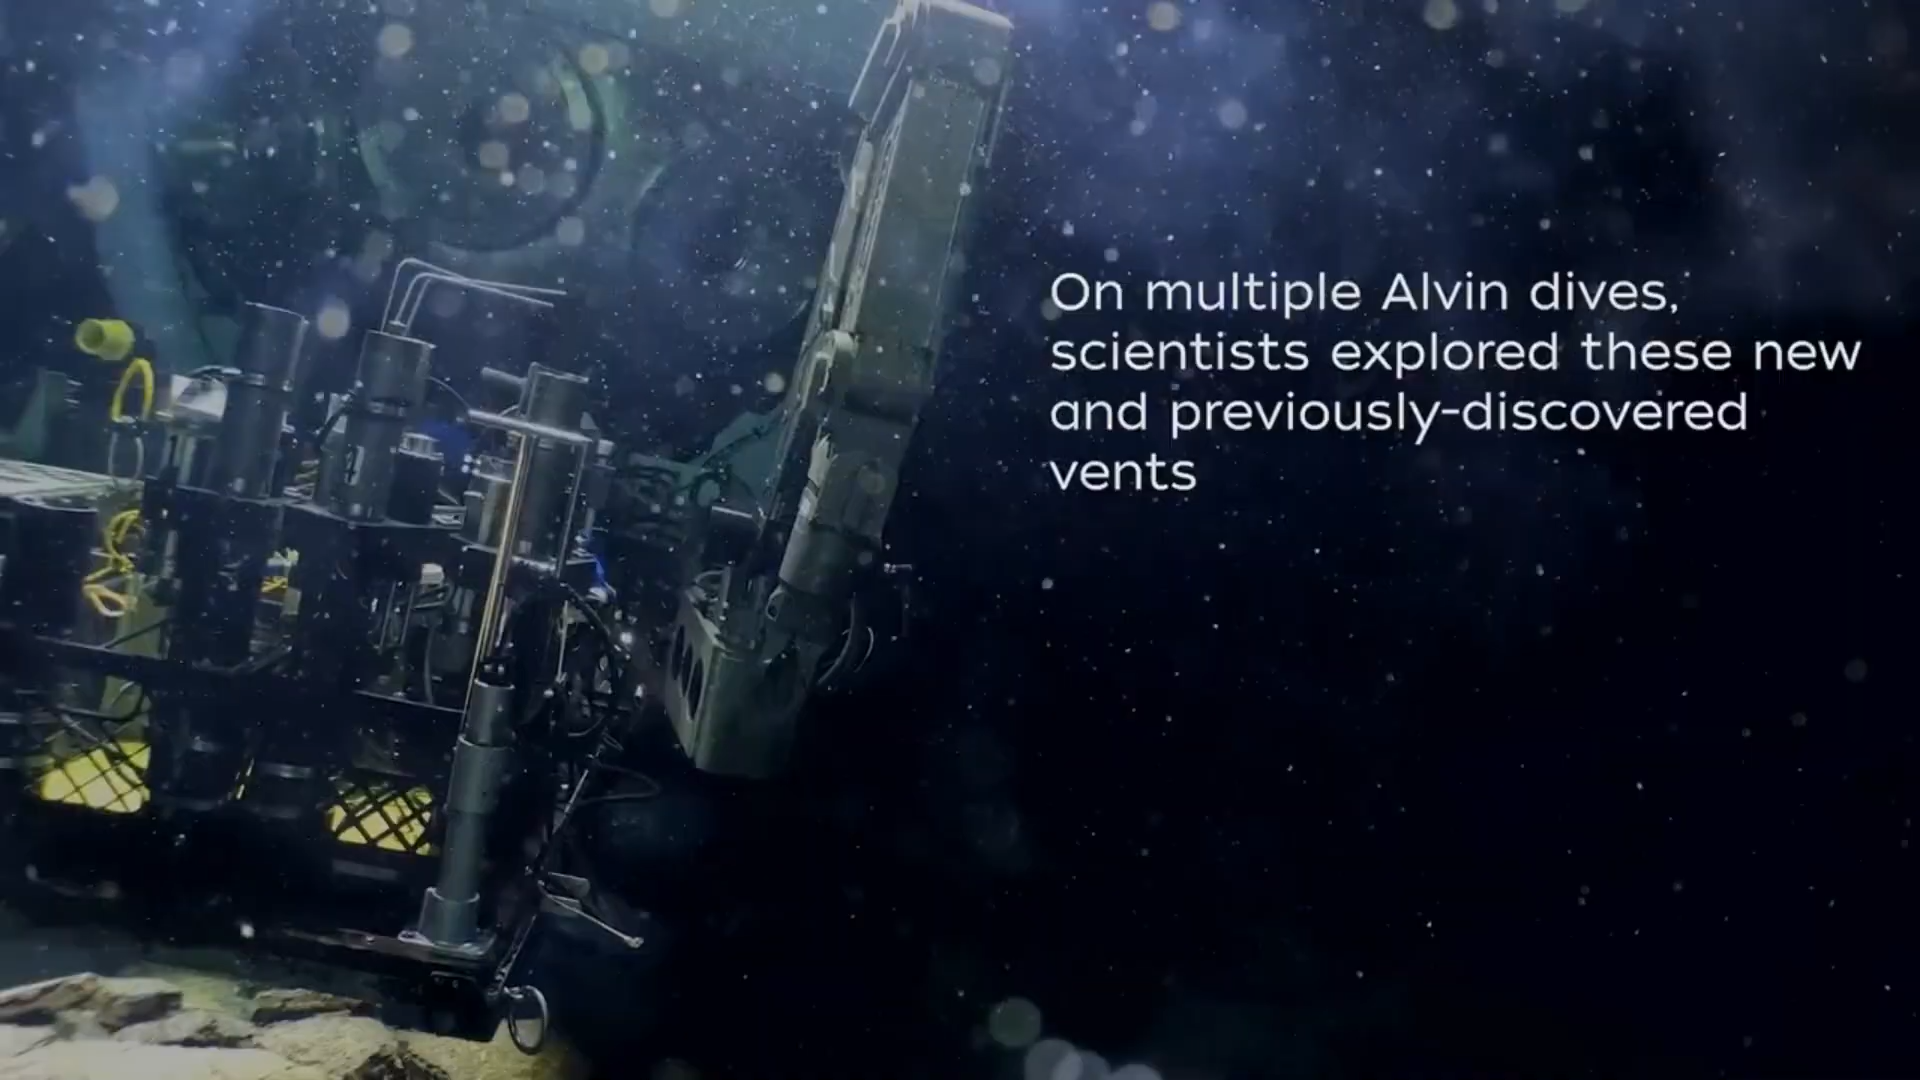 On multiple Alvin dives,
scientists explored these new
and previously-discovered
vents